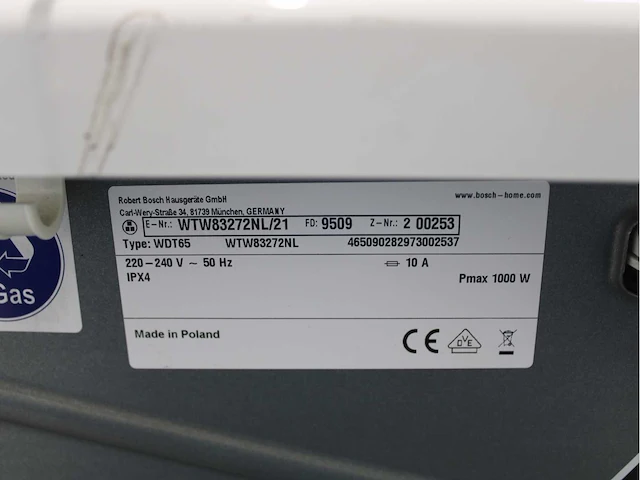 Robert Bosch Hausgeräte GmbH
www.bosch-home.com
Carl-Wery-Straße 34, 81739 München, GERMANY
E-Nr.: WTW83272NL/21 FD: 9509 Z-Nr.: 2 00253
Type: WDT65 WTW83272NL 465090282973002537
220-240 V ~ 50 Hz 10 A
IPX4 Pmax 1000 W
Made in Poland
CE DVE
Gas